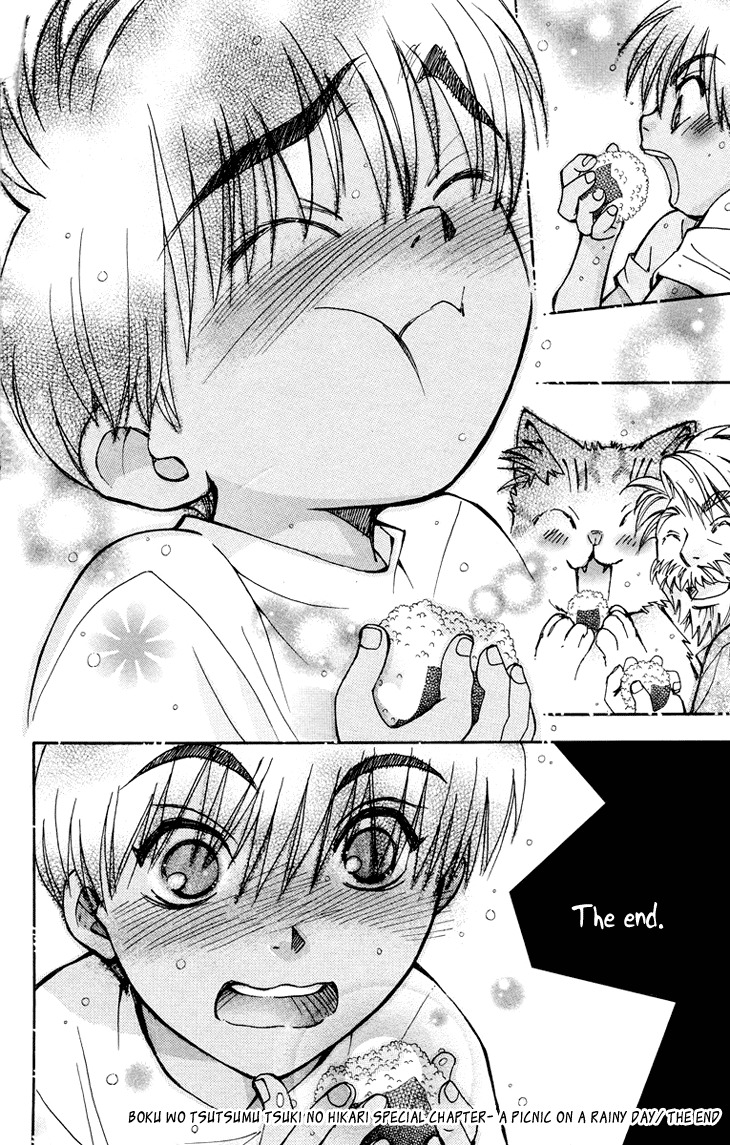 The end.
BOKU WO TSUTSUMU TSUKI NO HIKARI SPECIAL CHAPTER- A PICNIC ON A RAINY DAY/ THE END